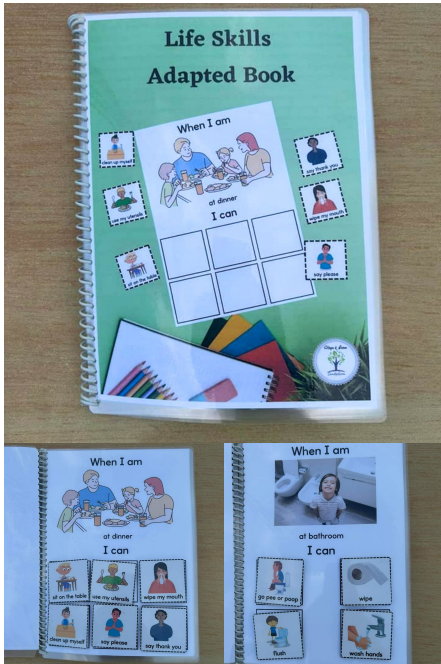 Life Skills
Adapted Book
When I am
at dinner
I can
clean up myself
use my utensils
sit on the table
say thank you
wipe my mouth
say please
When I am
at dinner
I can
sit on the table
use my utensils
wipe my mouth
clean up myself
say please
say thank you
When I am
at bathroom
I can
go pee or poop
wipe
flush
wash hands